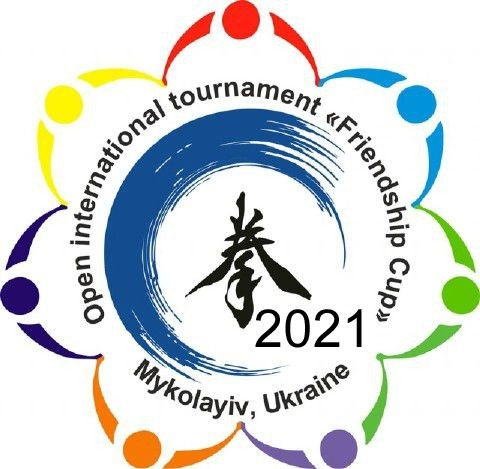 Open international tournament «Friendship Cup«
拳
2021
Mykolayiv, Ukraine